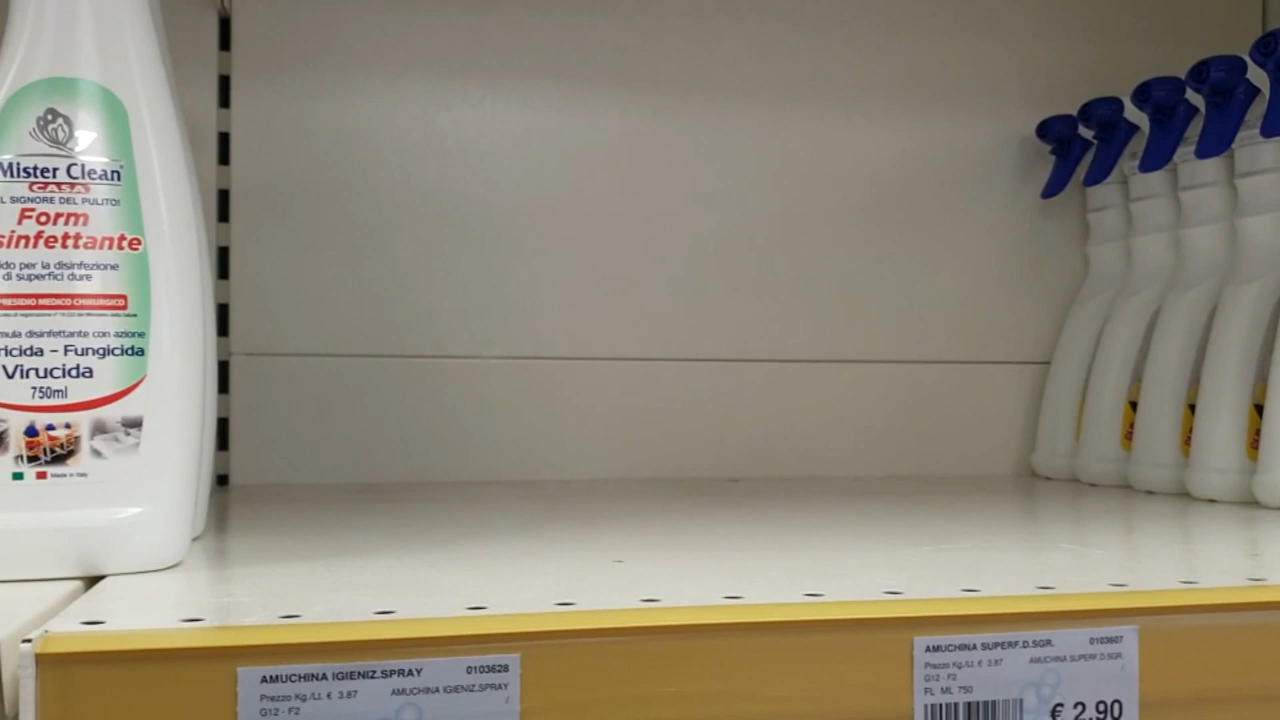 Mister Clean
CASA
L SIGNORE DEL PULITO!
Form
sinfettante
ido per la disinfezione
di superfici dure
PRESIDIO MEDICO CHIRURGICO
mula disinfettante con azione
ricida - Fungicida
Virucida
750ml
Made in Italy
AMUCHINA IGIENIZ.SPRAY 0103628
Prezzo Kg./Lt. € 3.87 AMUCHINA IGIENIZ.SPRAY
G12 - F2 /
AMUCHINA SUPERF.D.SGR. 0103607
Prezzo Kg./Lt. € 3.87 AMUCHINA SUPERF.D.SGR
G12 - F2 /
FL ML 750
€ 2,90